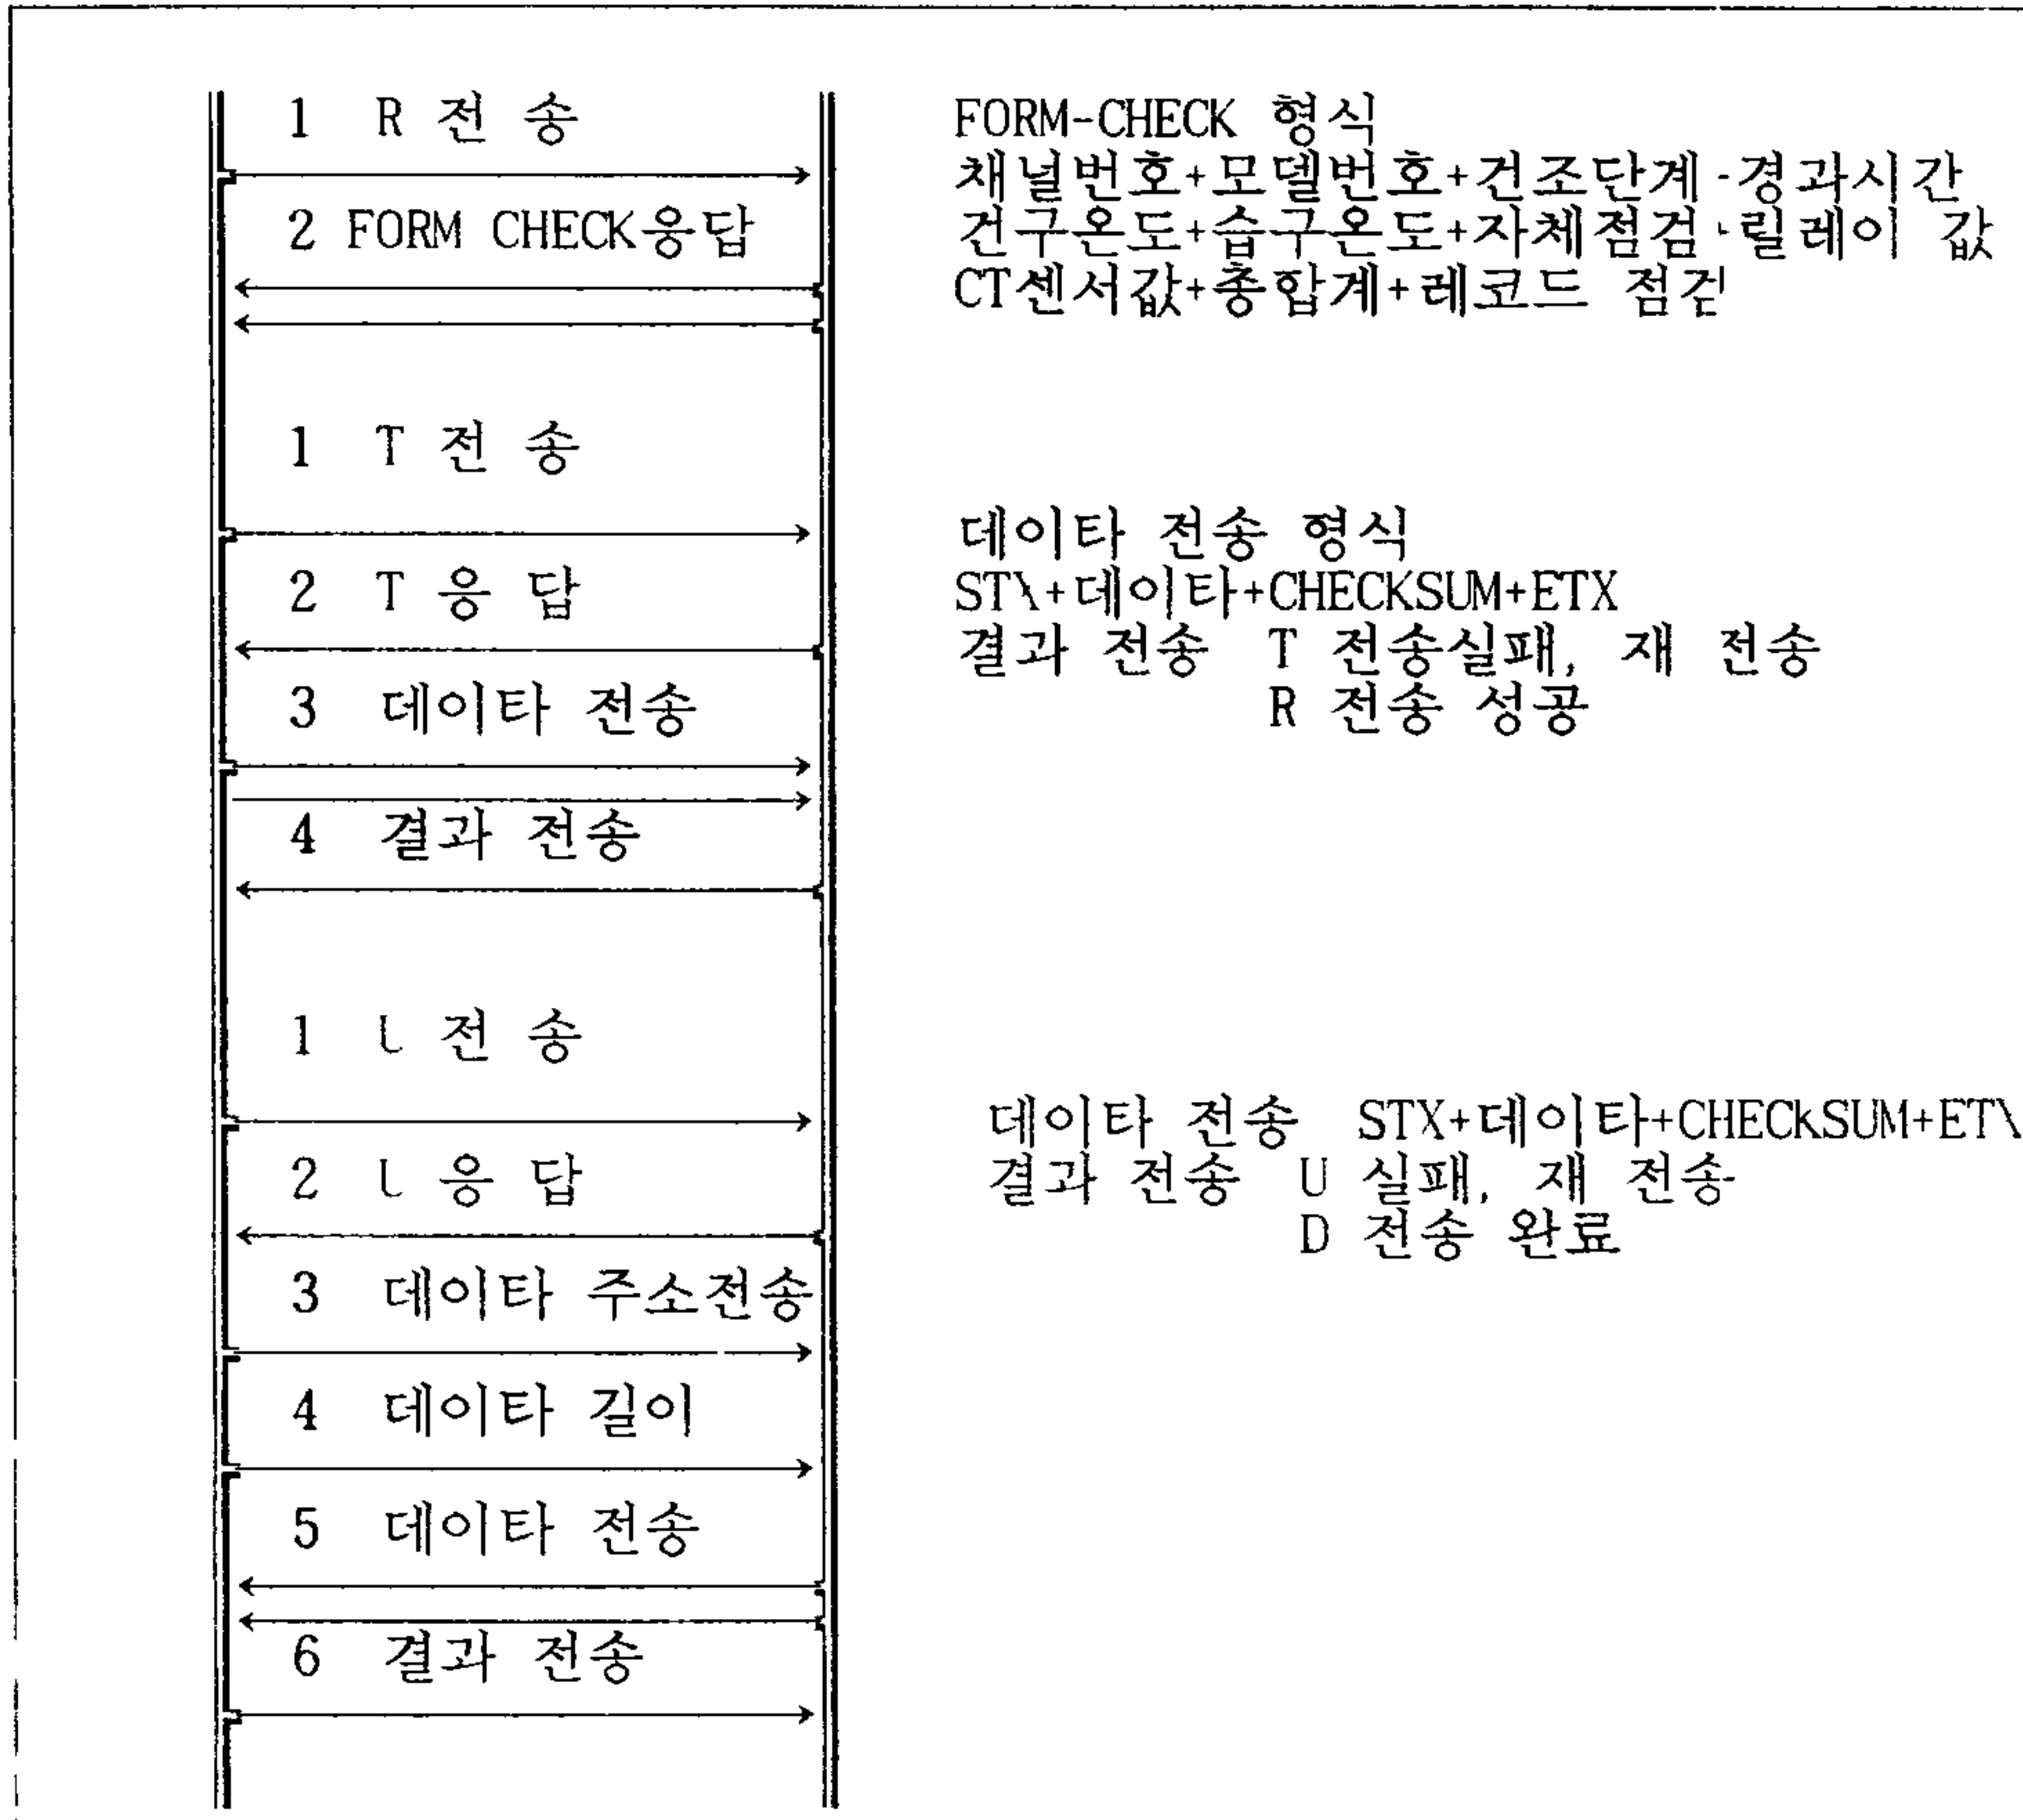 1 R 전 송
2 FORM CHECK응답
FORM-CHECK 형식
채널번호+모델번호+건조단계+경과시간
건구온도+습구온도+자체점검+릴레이 값
CT센서값+총합계+레코드 점검
1 T 전 송
2 T 응 답
3 데이타 전송
4 결과 전송
데이타 전송 형식
STX+데이타+CHECKSUM+ETX
결과 전송 T 전송실패, 재 전송
R 전송 성공
1 전 송
2 응 답
3 데이타 주소전송
4 데이타 길이
5 데이타 전송
6 결과 전송
데이타 전송 STX+데이타+CHECKSUM+ETX
결과 전송 U 실패, 재 전송
D 전송 완료